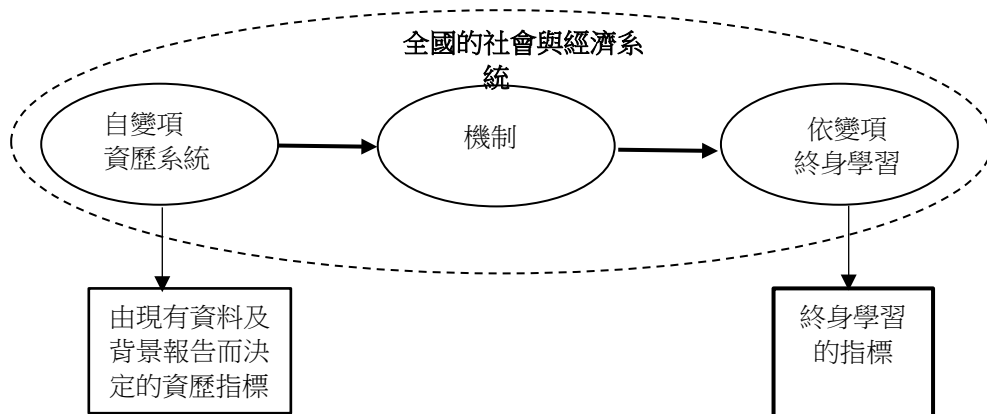 全國的社會與經濟系
統
自變項
資歷系統
機制
依變項
終身學習
由現有資料及
背景報告而決
定的資歷指標
終身學習
的指標